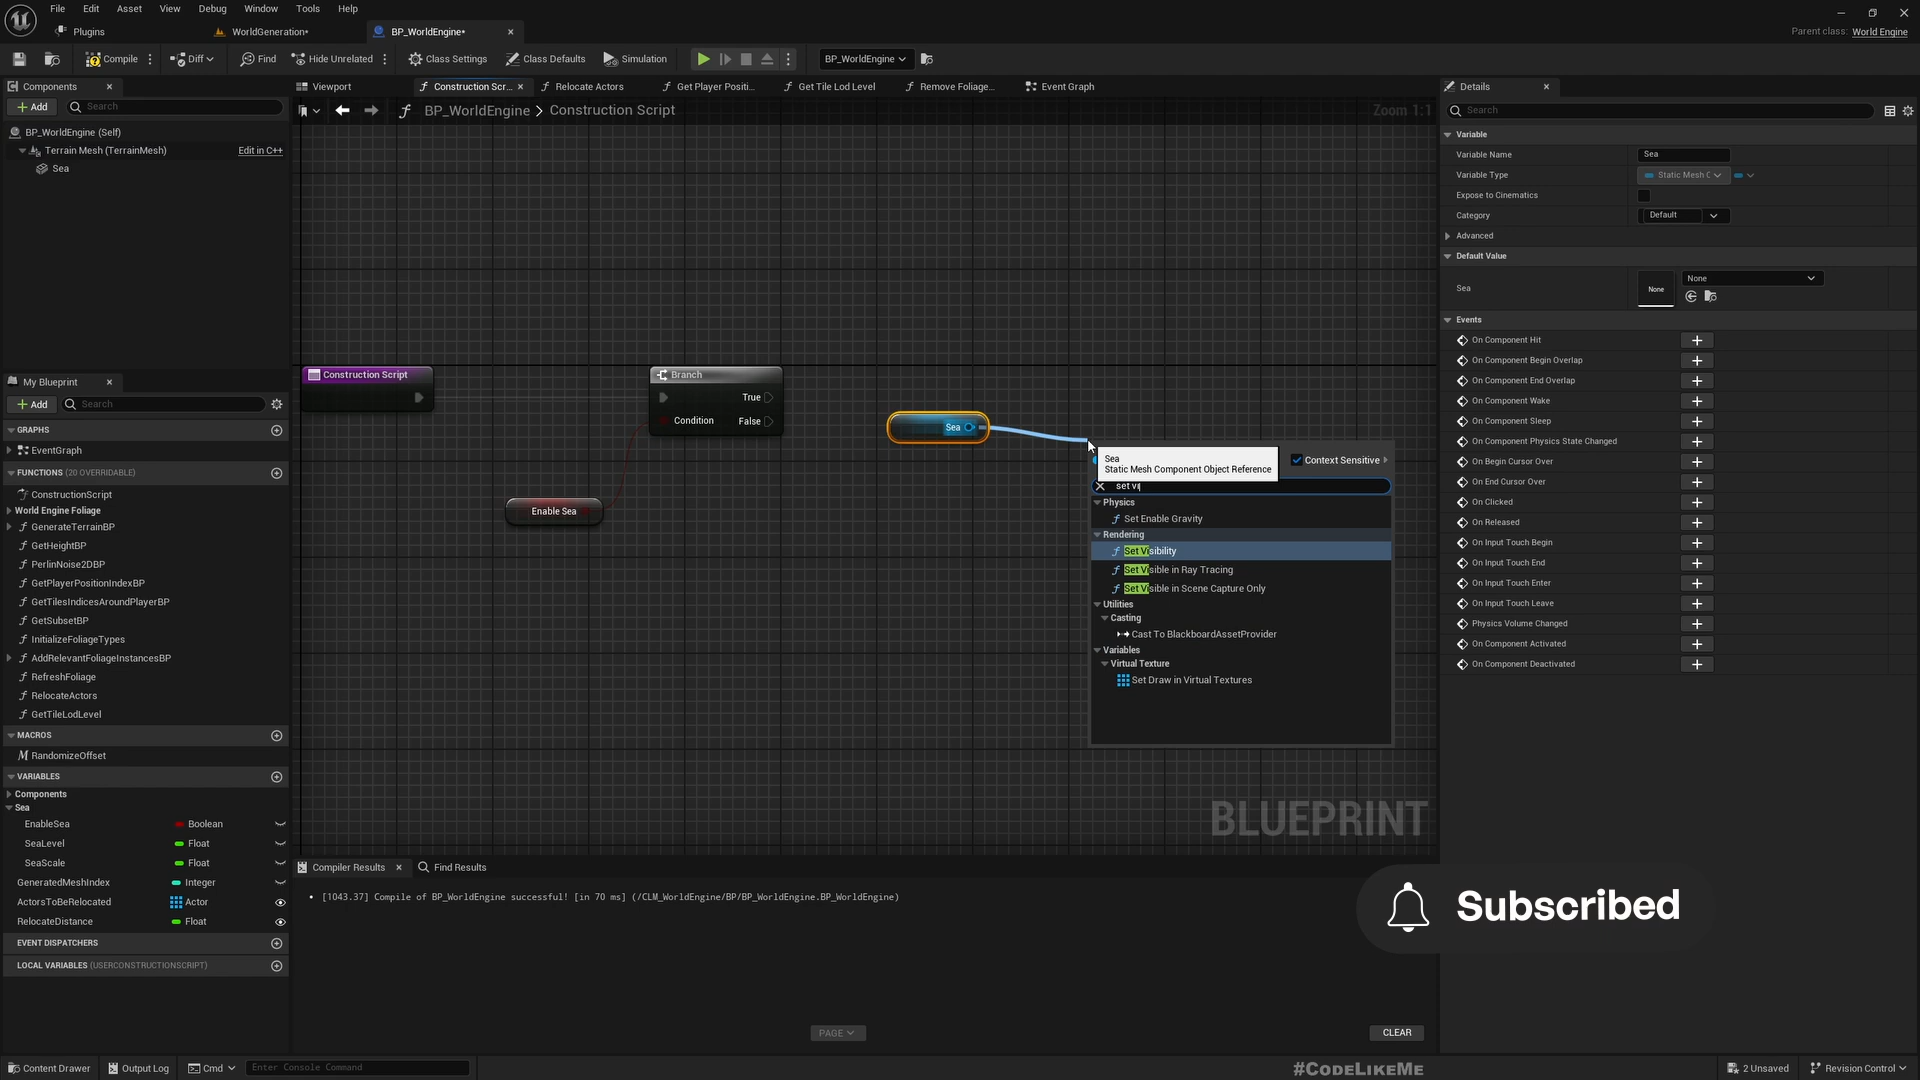 File Edit Asset View Debug Window Tools Help
Plugins WorldGeneration* BP_WorldEngine*
Parent class: World Engine
Compile Diff Find Hide Unrelated Class Settings Class Defaults Simulation BP_WorldEngine
Components
Add Search
BP_WorldEngine (Self)
Terrain Mesh (TerrainMesh) Edit in C++
Sea
My Blueprint
Add Search
GRAPHS
EventGraph
FUNCTIONS (20 OVERRIDABLE)
ConstructionScript
World Engine Foliage
GenerateTerrainBP
GetHeightBP
PerlinNoise2DBP
GetPlayerPositionIndexBP
GetTilesIndicesAroundPlayerBP
GetSubsetBP
InitializeFoliageTypes
AddRelevantFoliageInstancesBP
RefreshFoliage
RelocateActors
GetTileLodLevel
MACROS
RandomizeOffset
VARIABLES
Components
Sea
EnableSea Boolean
SeaLevel Float
SeaScale Float
GeneratedMeshIndex Integer
ActorsToBeRelocated Actor
RelocateDistance Float
EVENT DISPATCHERS
LOCAL VARIABLES (USERCONSTRUCTIONSCRIPT)
Viewport Construction Scr... Relocate Actors Get Player Positi... Get Tile Lod Level Remove Foliage... Event Graph
BP_WorldEngine > Construction Script
Zoom 1:1
Construction Script
Branch
True
Condition False
Enable Sea
Sea
Sea
Static Mesh Component Object Reference
Context Sensitive
set vi
Physics
Set Enable Gravity
Rendering
Set Visibility
Set Visible in Ray Tracing
Set Visible in Scene Capture Only
Utilities
Casting
Cast To BlackboardAssetProvider
Variables
Virtual Texture
Set Draw in Virtual Textures
BLUEPRINT
Compiler Results Find Results
[1043.37] Compile of BP_WorldEngine successful! [in 70 ms] (/CLM_WorldEngine/BP/BP_WorldEngine.BP_WorldEngine)
PAGE
CLEAR
Subscribed
Details
Search
Variable
Variable Name Sea
Variable Type Static Mesh C
Expose to Cinematics
Category Default
Advanced
Default Value
Sea None None
Events
On Component Hit
On Component Begin Overlap
On Component End Overlap
On Component Wake
On Component Sleep
On Component Physics State Changed
On Begin Cursor Over
On End Cursor Over
On Clicked
On Released
On Input Touch Begin
On Input Touch End
On Input Touch Enter
On Input Touch Leave
Physics Volume Changed
On Component Activated
On Component Deactivated
Content Drawer Output Log Cmd Enter Console Command
#CodeLikeMe
2 Unsaved Revision Control